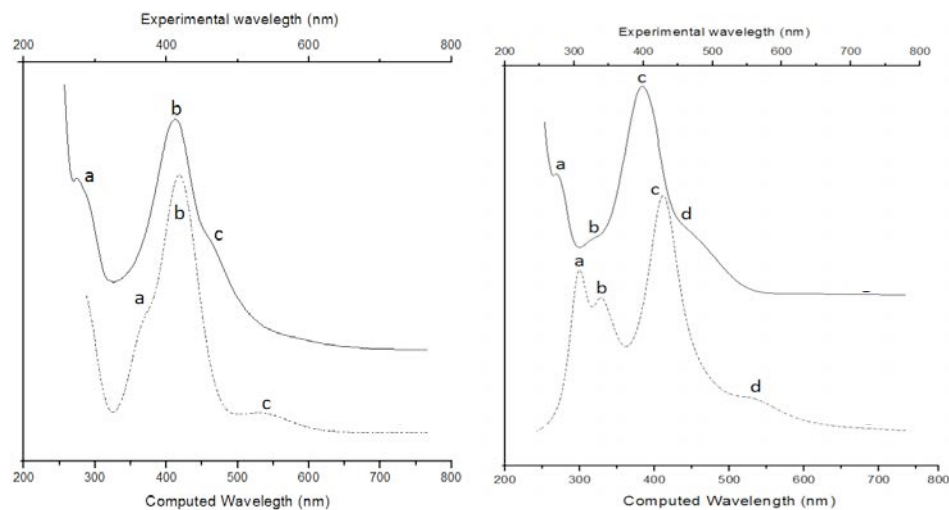 Experimental wavelegth (nm)
200 400 600 800
a
b
c
a
b
c
200 300 400 500 600 700 800
Computed Wavelegth (nm)
Experimental wavelegth (nm)
200 300 400 500 600 700 800
a
b
c
d
a
b
c
d
200 300 400 500 600 700 800
Computed Wavelength (nm)